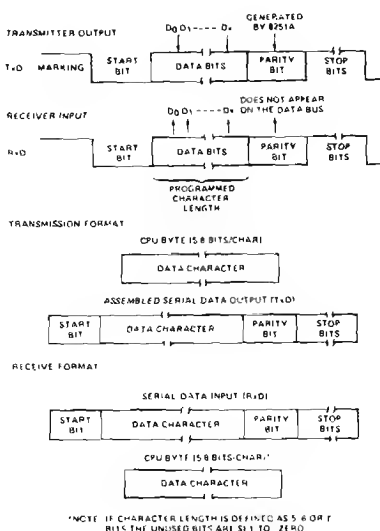 GENERATED
TRANSMITTER OUTPUT D0 D1 ---- Dx BY 8251A
TxD MARKING START BIT DATA BITS PARITY BIT STOP BITS
RECEIVER INPUT D0 D1 ---- Dx DOES NOT APPEAR ON THE DATA BUS
RxD START BIT DATA BITS PARITY BIT STOP BITS
PROGRAMMED
CHARACTER
LENGTH
TRANSMISSION FORMAT
CPU BYTE (5 8 BITS/CHAR)
DATA CHARACTER
ASSEMBLED SERIAL DATA OUTPUT (TxD)
START BIT DATA CHARACTER PARITY BIT STOP BITS
RECEIVE FORMAT
SERIAL DATA INPUT (RxD)
START BIT DATA CHARACTER PARITY BIT STOP BITS
CPU BYTE (5 8 BITS/CHAR)*
DATA CHARACTER
*NOTE IF CHARACTER LENGTH IS DEFINED AS 5 6 OR 7
BITS THE UNUSED BITS ARE SET TO ZERO